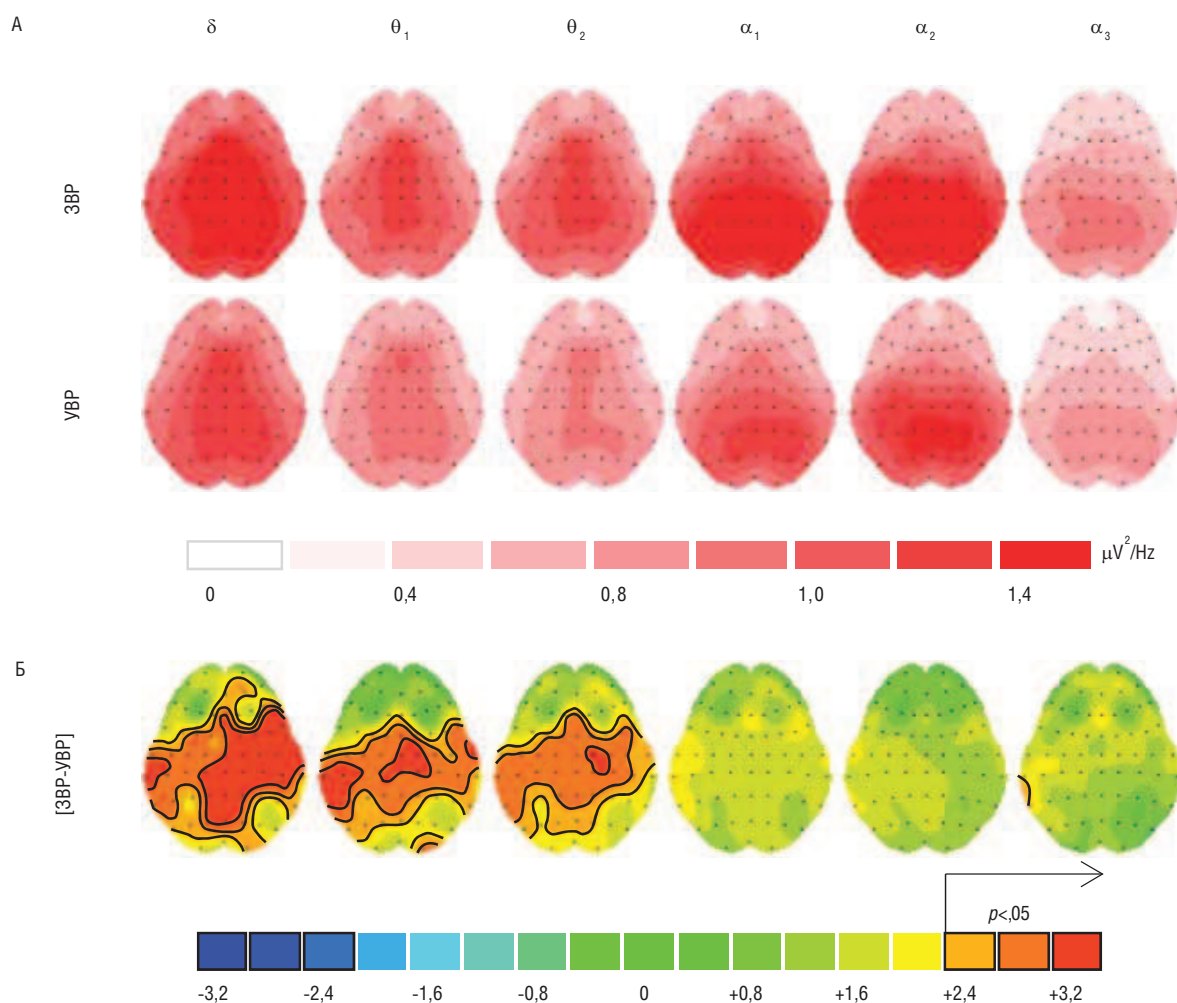 А
δ θ1 θ2 α1 α2 α3
ЗВР
УВР
μV²/Hz
0 0,4 0,8 1,0 1,4
Б
[ЗВР-УВР]
p<,05
-3,2 -2,4 -1,6 -0,8 0 +0,8 +1,6 +2,4 +3,2